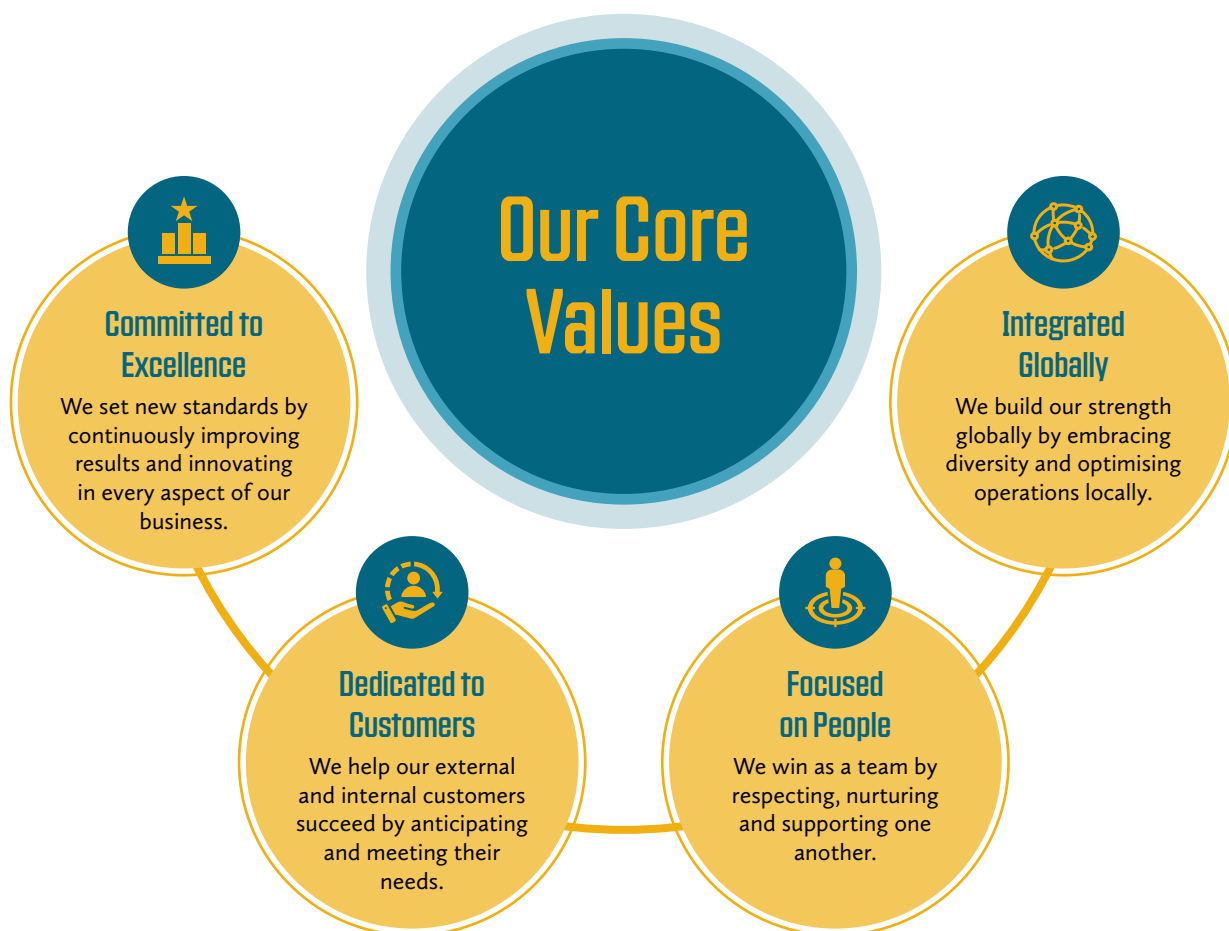 Our Core
Values
Committed to
Excellence
We set new standards by
continuously improving
results and innovating
in every aspect of our
business.
Dedicated to
Customers
We help our external
and internal customers
succeed by anticipating
and meeting their
needs.
Focused
on People
We win as a team by
respecting, nurturing
and supporting one
another.
Integrated
Globally
We build our strength
globally by embracing
diversity and optimising
operations locally.